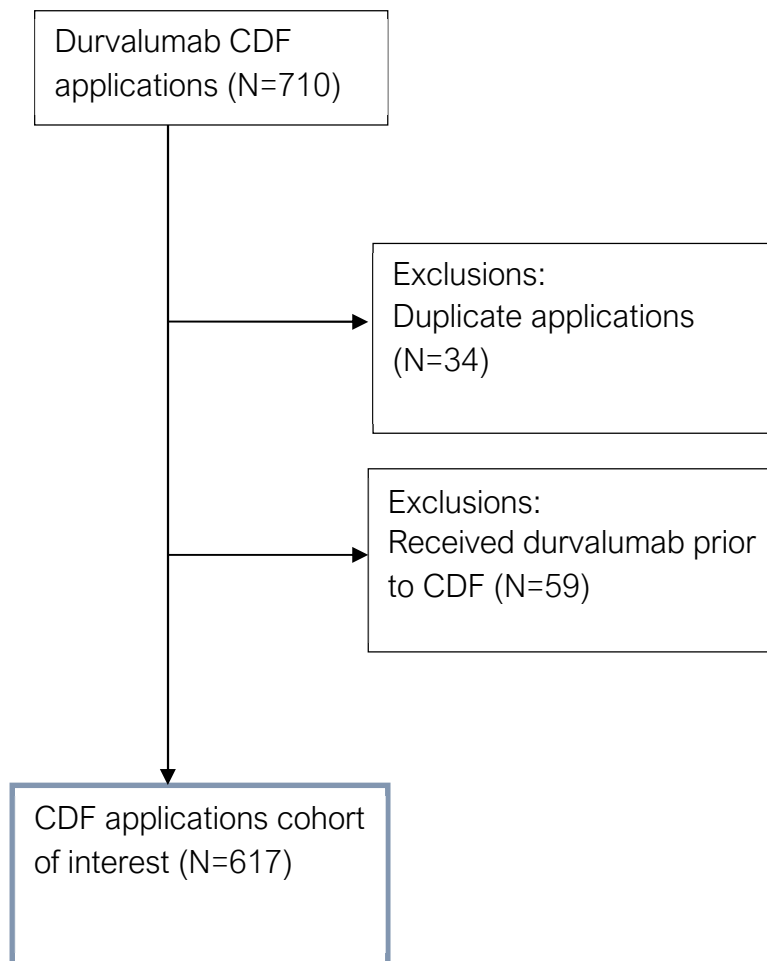 Durvalumab CDF
applications (N=710)
Exclusions:
Duplicate applications
(N=34)
Exclusions:
Received durvalumab prior
to CDF (N=59)
CDF applications cohort
of interest (N=617)